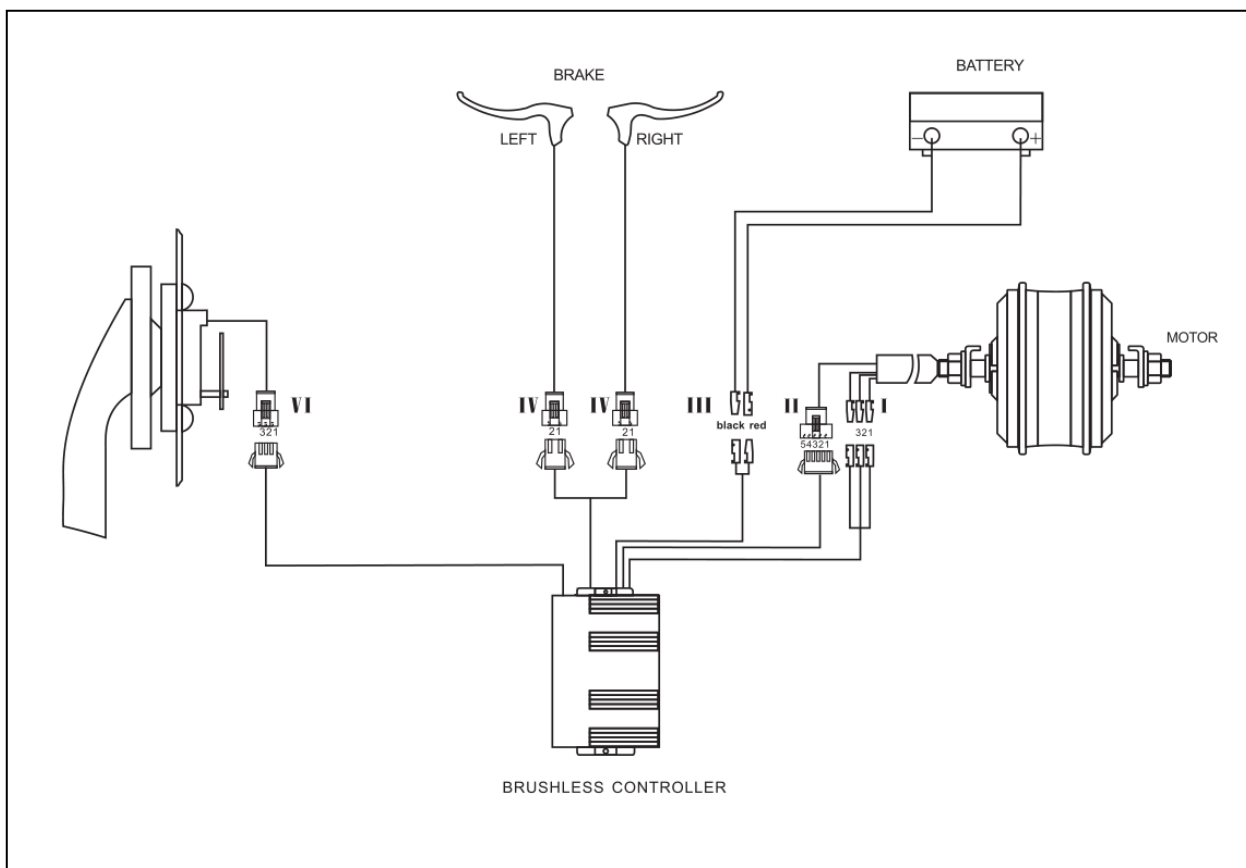 BRAKE
BATTERY
LEFT
RIGHT
− +
MOTOR
VI
IV
IV
III
II
I
black red
321
21
21
54321
321
BRUSHLESS CONTROLLER